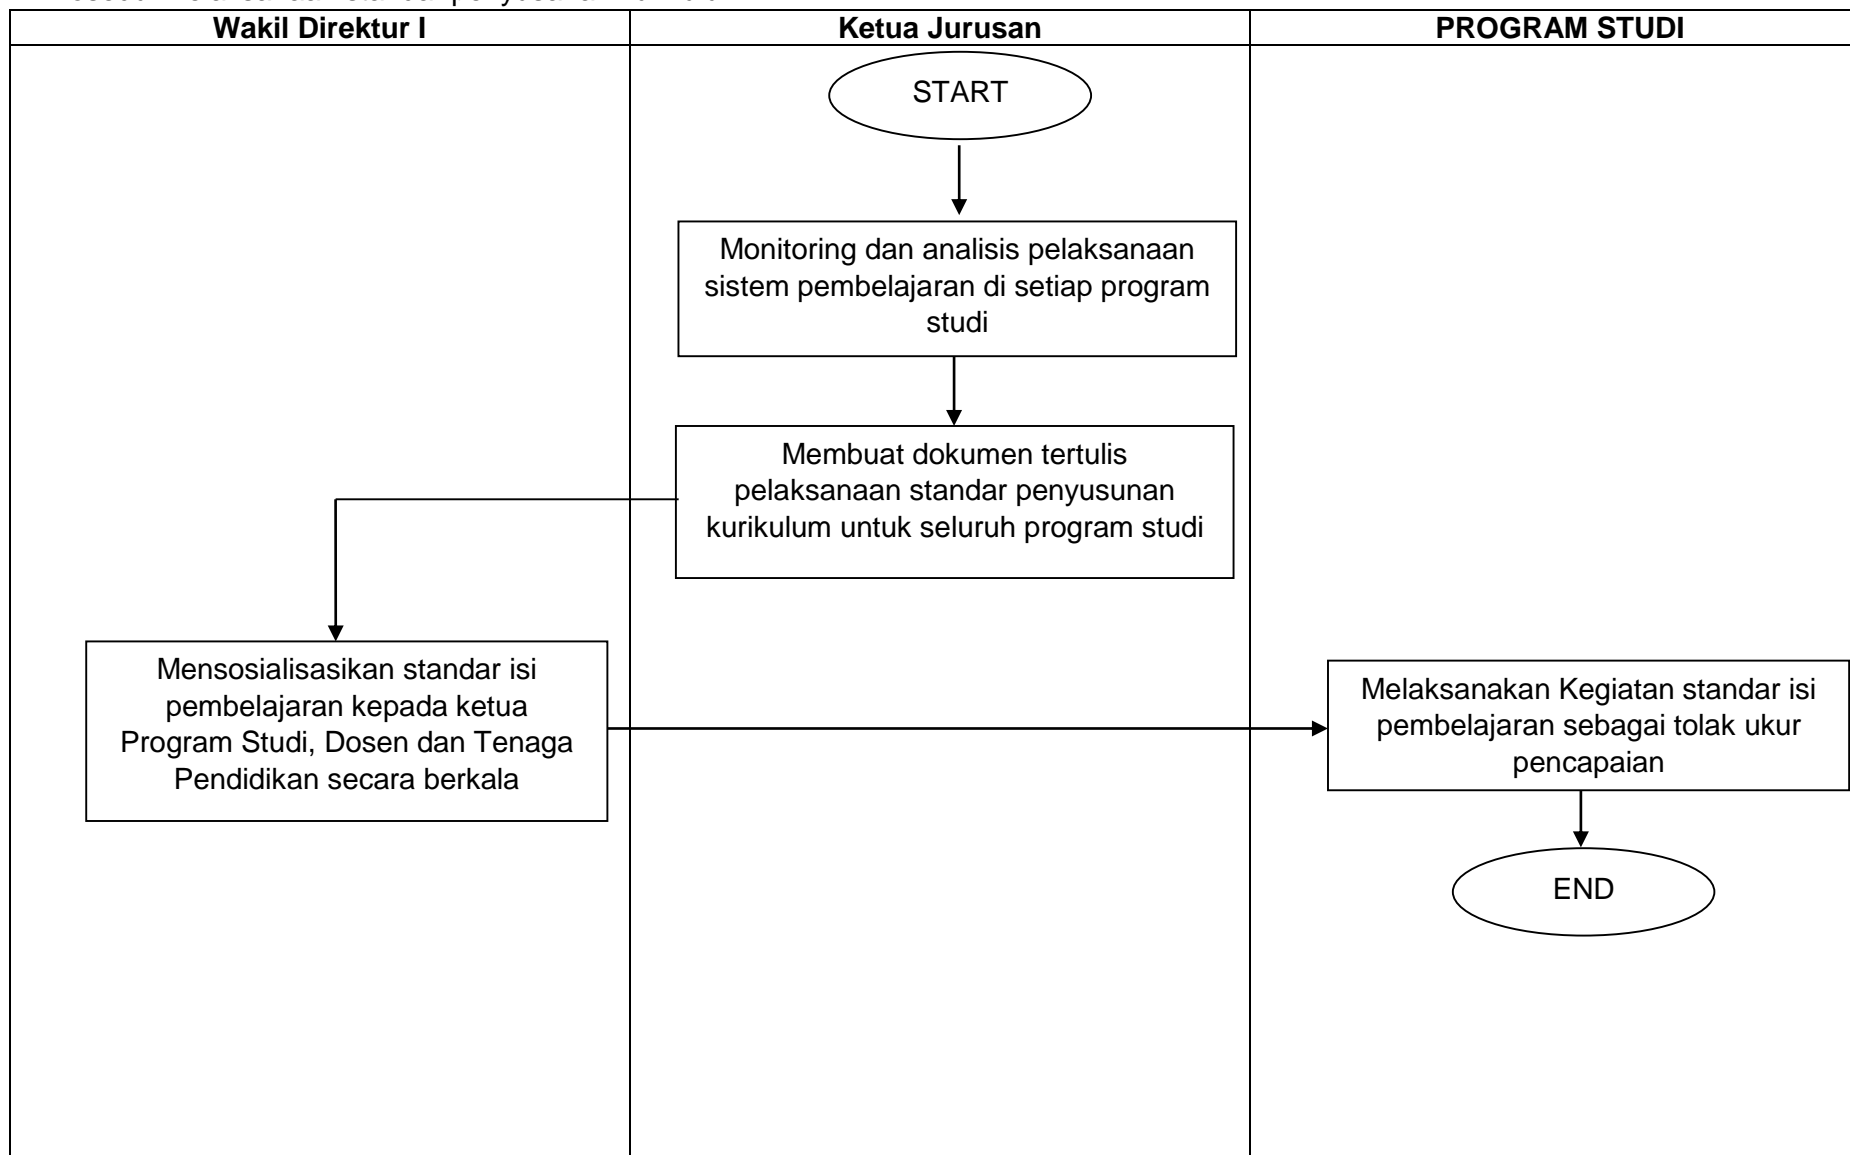 Wakil Direktur I
Ketua Jurusan
PROGRAM STUDI
START
Monitoring dan analisis pelaksanaan
sistem pembelajaran di setiap program
studi
Membuat dokumen tertulis
pelaksanaan standar penyusunan
kurikulum untuk seluruh program studi
Mensosialisasikan standar isi
pembelajaran kepada ketua
Program Studi, Dosen dan Tenaga
Pendidikan secara berkala
Melaksanakan Kegiatan standar isi
pembelajaran sebagai tolak ukur
pencapaian
END